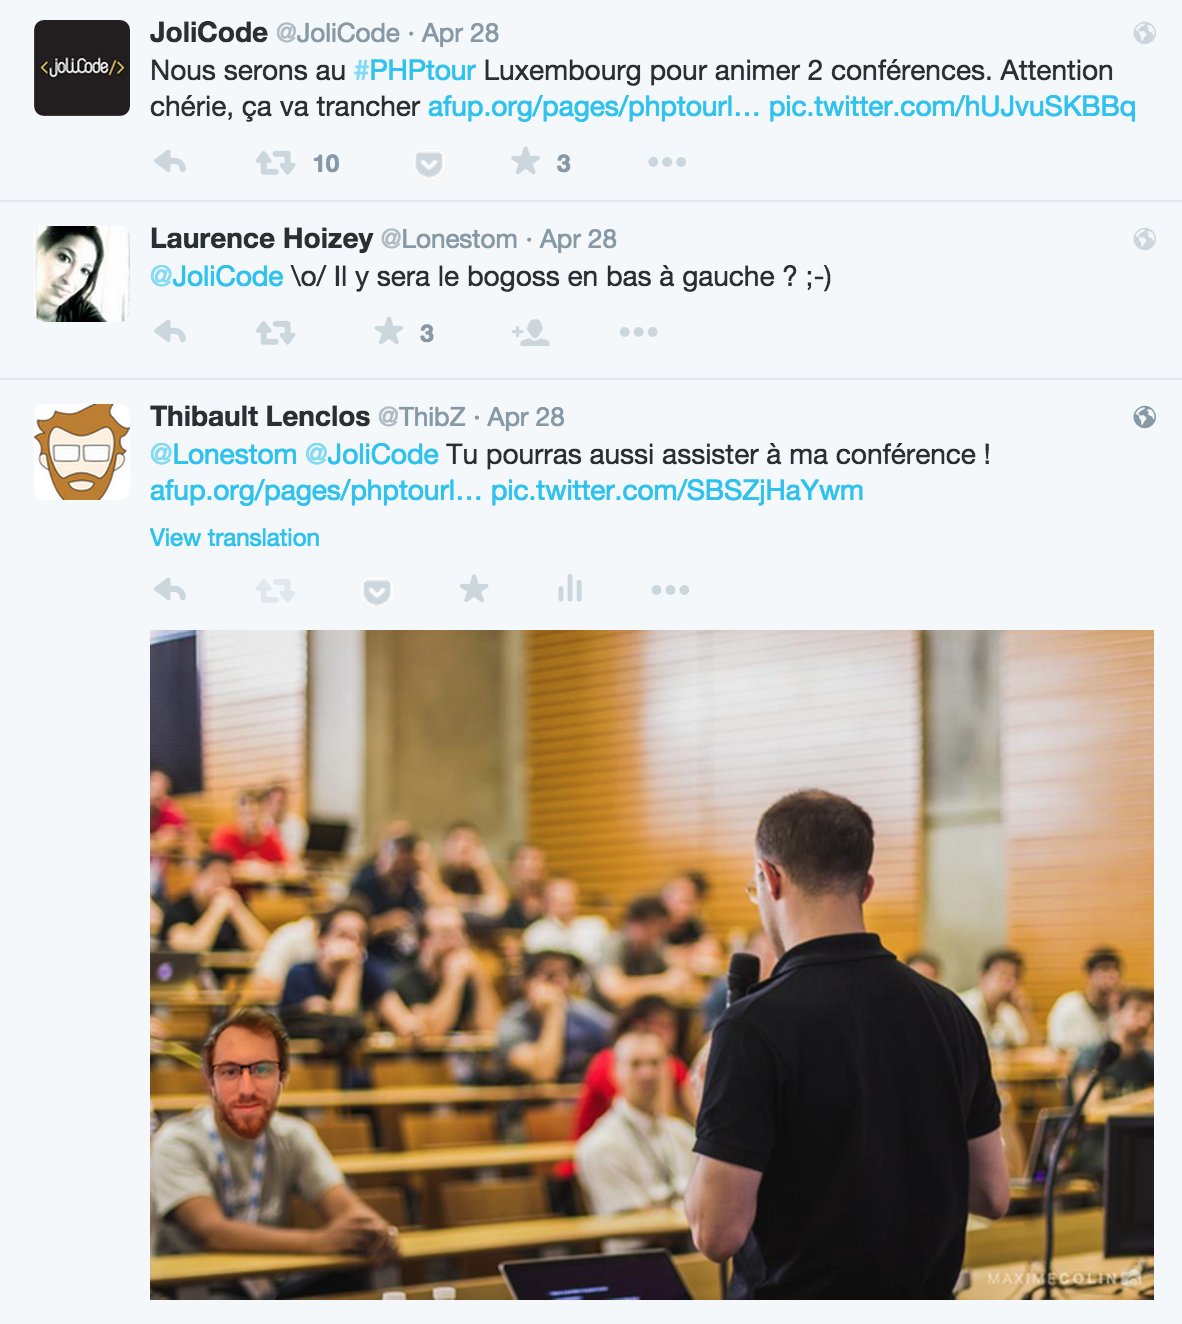 <JoliCode/>
JoliCode @JoliCode · Apr 28
Nous serons au #PHPtour Luxembourg pour animer 2 conférences. Attention
chérie, ça va trancher afup.org/pages/phptourl… pic.twitter.com/hUJvuSKBBq
10 3
Laurence Hoizey @Lonestom · Apr 28
@JoliCode \o/ Il y sera le bogoss en bas à gauche ? ;-)
3
Thibault Lenclos @ThibZ · Apr 28
@Lonestom @JoliCode Tu pourras aussi assister à ma conférence !
afup.org/pages/phptourl… pic.twitter.com/SBSZjHaYwm
View translation
MAXIMECOLIN